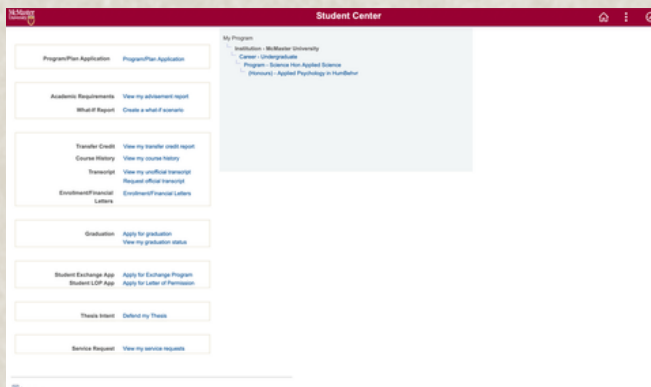 McMaster
University
Student Center
Program/Plan Application Program/Plan Application
Academic Requirements View my advisement report
What-If Report Create a what-if scenario
Transfer Credit View my transfer credit report
Course History View my course history
Transcript View my unofficial transcript
Request official transcript
Enrollment/Financial Letters Enrollment/Financial Letters
Graduation Apply for graduation
View my graduation status
Student Exchange App Apply for Exchange Program
Student LOP App Apply for Letter of Permission
Thesis Intent Defend my Thesis
Service Request View my service requests
My Program
Institution - McMaster University
Career - Undergraduate
Program - Science Hon Applied Science
(Honours) - Applied Psychology in HumBehvr